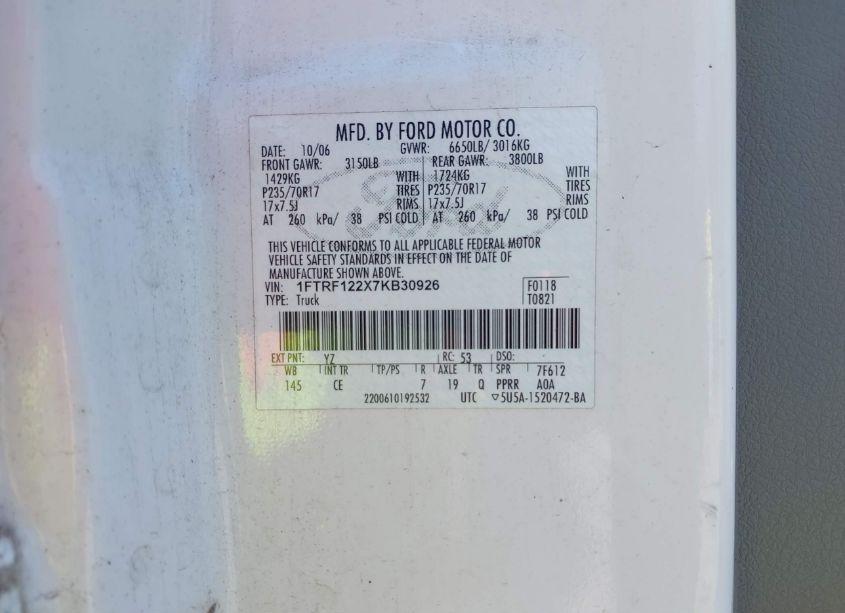 MFD. BY FORD MOTOR CO.
DATE: 10/06 GVWR: 6650LB/ 3016KG
FRONT GAWR: 3150LB REAR GAWR: 3800LB
1429KG WITH 1724KG WITH
P235/70R17 TIRES P235/70R17 TIRES
17x7.5J RIMS 17x7.5J RIMS
AT 260 kPa/ 38 PSI COLD AT 260 kPa/ 38 PSI COLD
Ford
THIS VEHICLE CONFORMS TO ALL APPLICABLE FEDERAL MOTOR
VEHICLE SAFETY STANDARDS IN EFFECT ON THE DATE OF
MANUFACTURE SHOWN ABOVE.
VIN: 1FTRF122X7KB30926 F0118
TYPE: Truck T0821
EXT PNT: YZ RC: 53 DSO:
WB INT TR TP/PS R AXLE TR SPR 7F612
145 CE 7 19 Q PPRR A0A
2200610192532 UTC ▽5U5A-1520472-BA